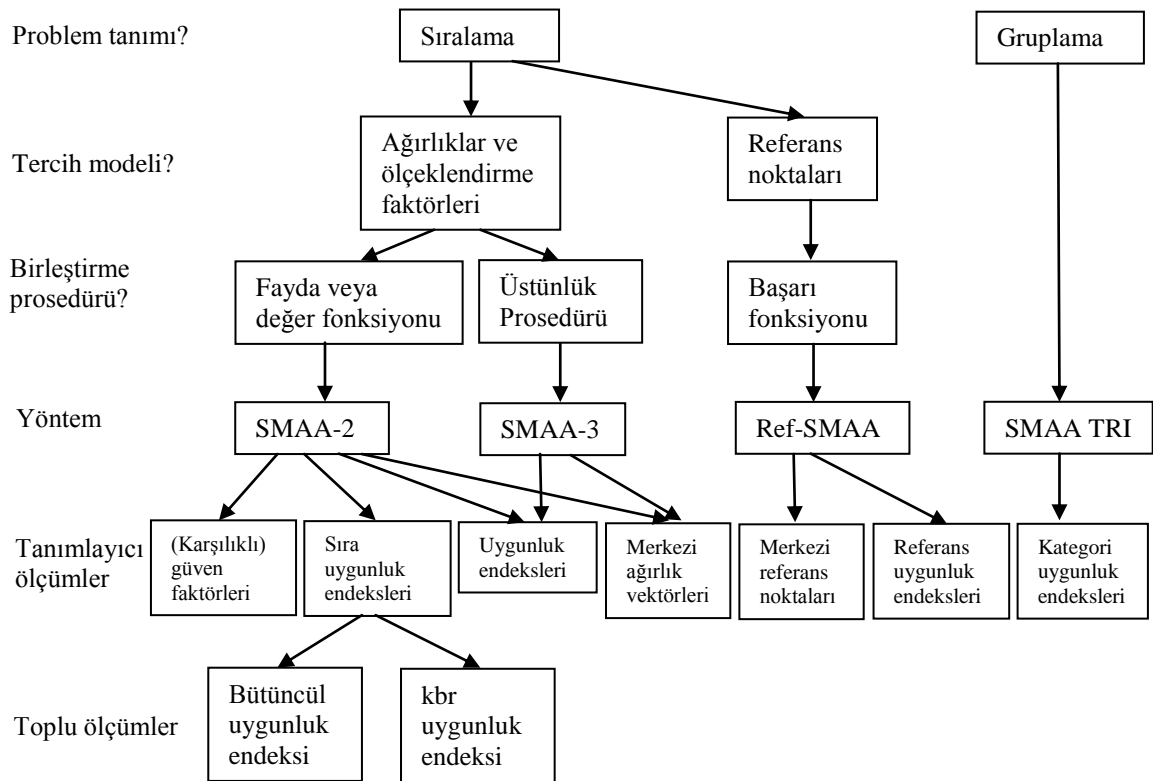 Problem tanımı?
Sıralama
Gruplama
Tercih modeli?
Ağırlıklar ve
ölçeklendirme
faktörleri
Referans
noktaları
Birleştirme
prosedürü?
Fayda veya
değer fonksiyonu
Üstünlük
Prosedürü
Başarı
fonksiyonu
Yöntem
SMAA-2
SMAA-3
Ref-SMAA
SMAA TRI
Tanımlayıcı
ölçümler
(Karşılıklı)
güven
faktörleri
Sıra
uygunluk
endeksleri
Uygunluk
endeksleri
Merkezi
ağırlık
vektörleri
Merkezi
referans
noktaları
Referans
uygunluk
endeksleri
Kategori
uygunluk
endeksleri
Toplu ölçümler
Bütüncül
uygunluk
endeksi
kbr
uygunluk
endeksi